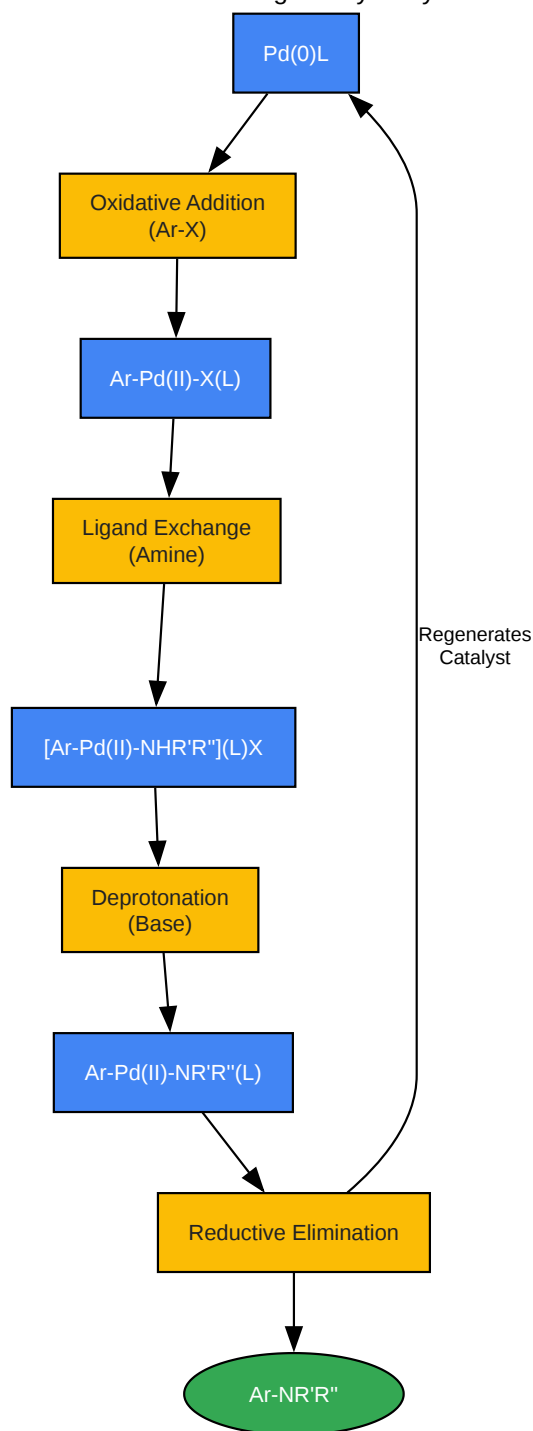 Pd(0)L
Oxidative Addition
(Ar-X)
Ar-Pd(II)-X(L)
Ligand Exchange
(Amine)
Regenerates
Catalyst
[Ar-Pd(II)-NHR'R"](L)X
Deprotonation
(Base)
Ar-Pd(II)-NR'R"(L)
Reductive Elimination
Ar-NR'R"